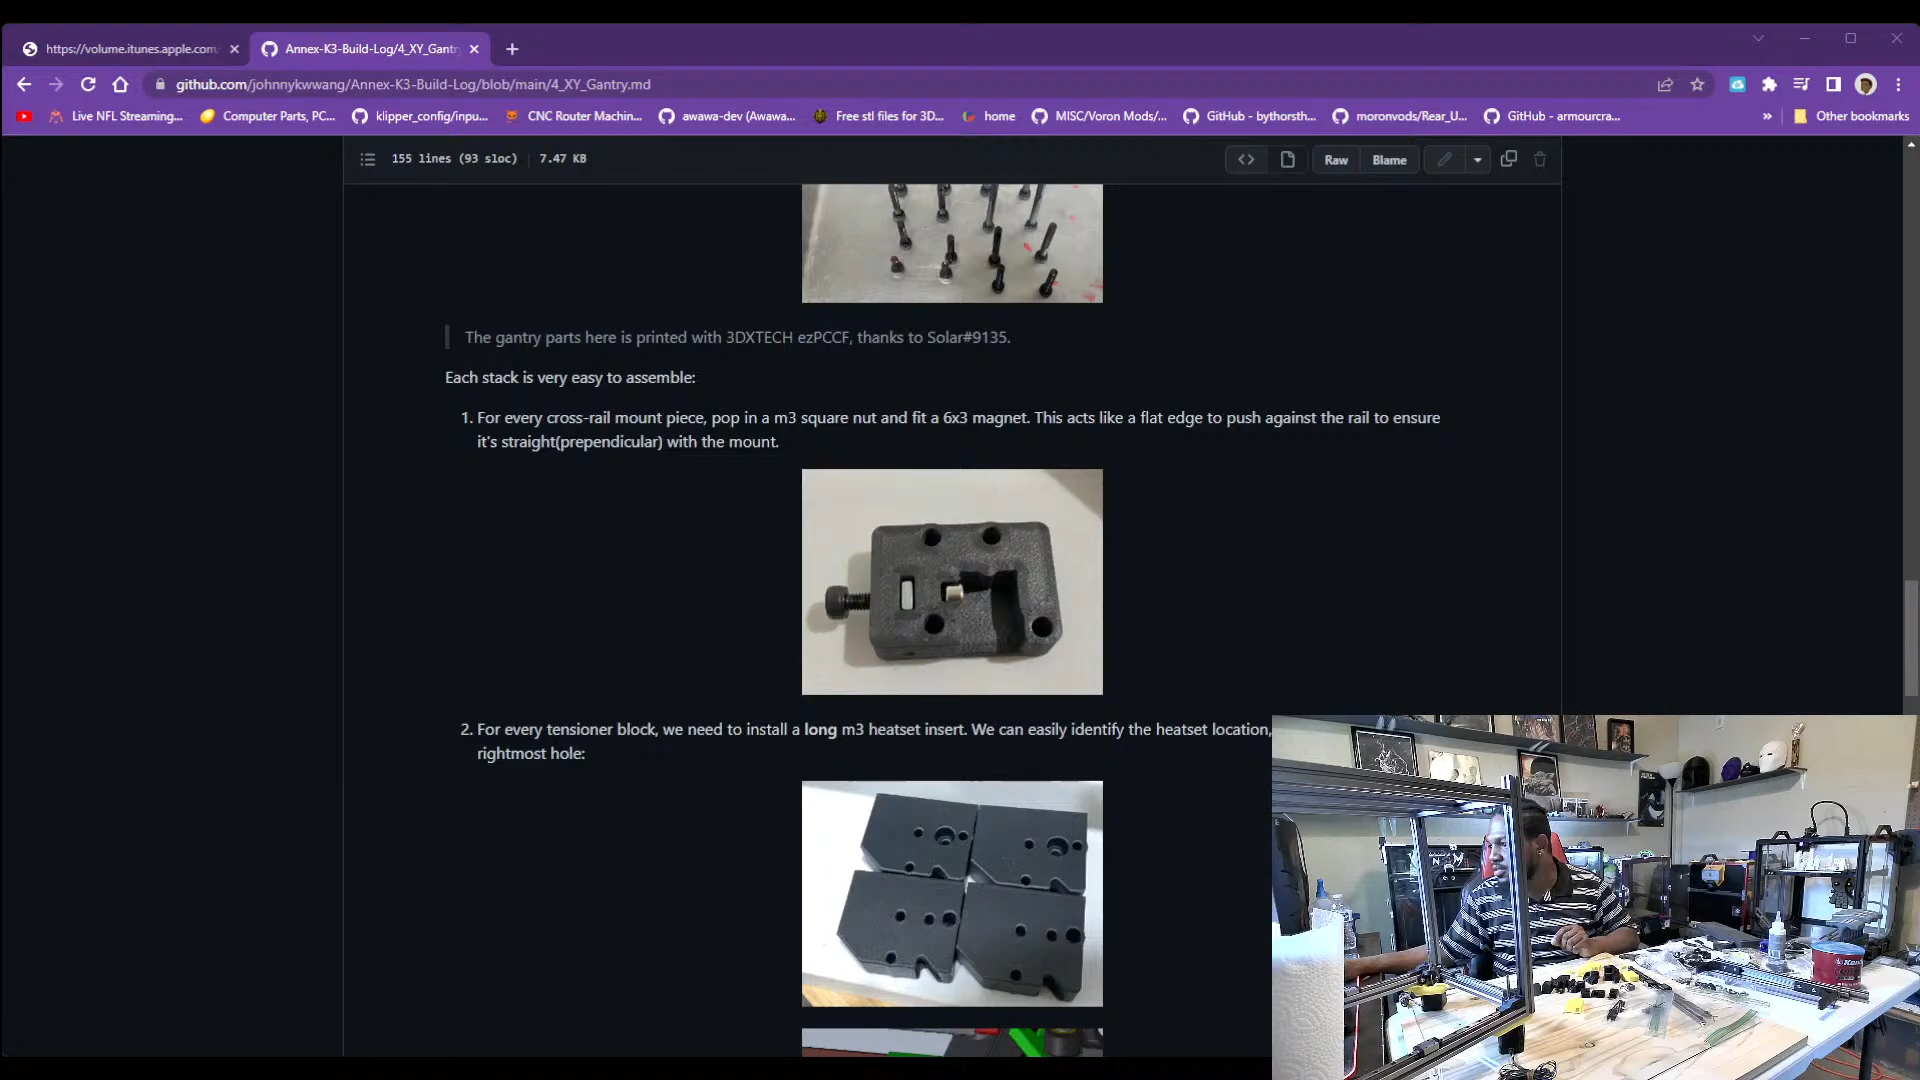 https://volume.itunes.apple.com/
Annex-K3-Build-Log/4_XY_Gantr
github.com/johnnykwwang/Annex-K3-Build-Log/blob/main/4_XY_Gantry.md
Live NFL Streaming...
Computer Parts, PC...
klipper_config/inpu...
CNC Router Machin...
awawa-dev (Awawa...
Free stl files for 3D...
home
MISC/Voron Mods/...
GitHub - bythorsth...
moronvods/Rear_U...
GitHub - armourcra...
»
Other bookmarks
155 lines (93 sloc)
7.47 KB
Raw
Blame
The gantry parts here is printed with 3DXTECH ezPCCF, thanks to Solar#9135.
Each stack is very easy to assemble:
1. For every cross-rail mount piece, pop in a m3 square nut and fit a 6x3 magnet. This acts like a flat edge to push against the rail to ensure
it's straight(prependicular) with the mount.
2. For every tensioner block, we need to install a long m3 heatset insert. We can easily identify the heatset location,
rightmost hole: